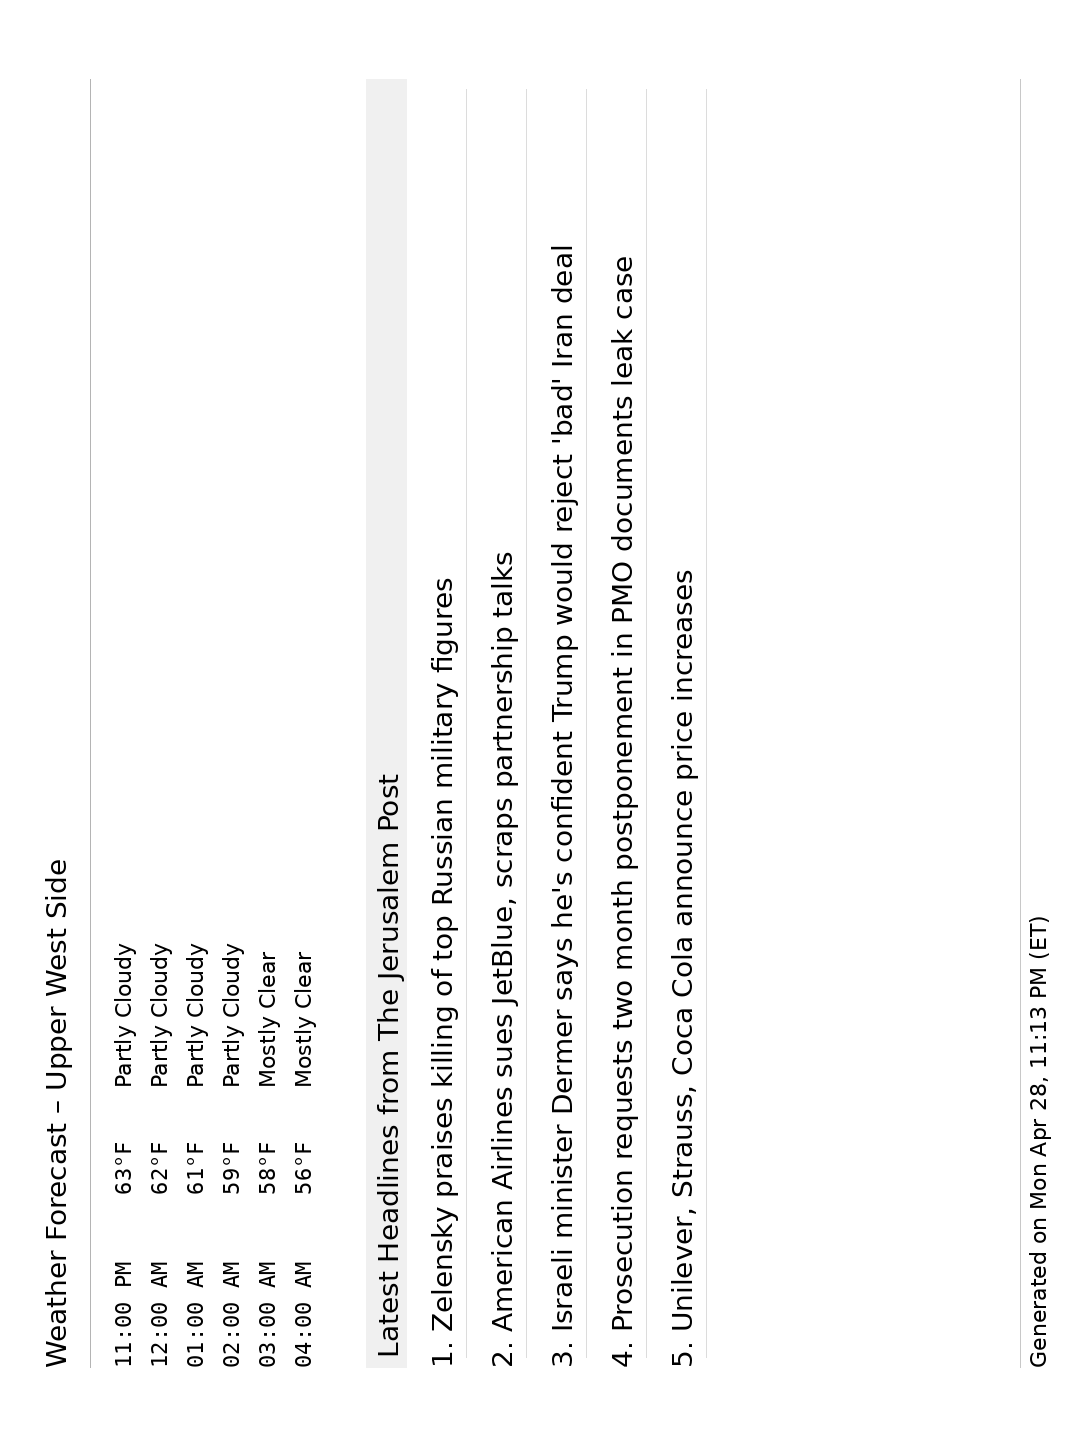 Weather Forecast – Upper West Side
11:00 PM 63°F Partly Cloudy
12:00 AM 62°F Partly Cloudy
01:00 AM 61°F Partly Cloudy
02:00 AM 59°F Partly Cloudy
03:00 AM 58°F Mostly Clear
04:00 AM 56°F Mostly Clear
Latest Headlines from The Jerusalem Post
1. Zelensky praises killing of top Russian military figures
2. American Airlines sues JetBlue, scraps partnership talks
3. Israeli minister Dermer says he's confident Trump would reject 'bad' Iran deal
4. Prosecution requests two month postponement in PMO documents leak case
5. Unilever, Strauss, Coca Cola announce price increases
Generated on Mon Apr 28, 11:13 PM (ET)